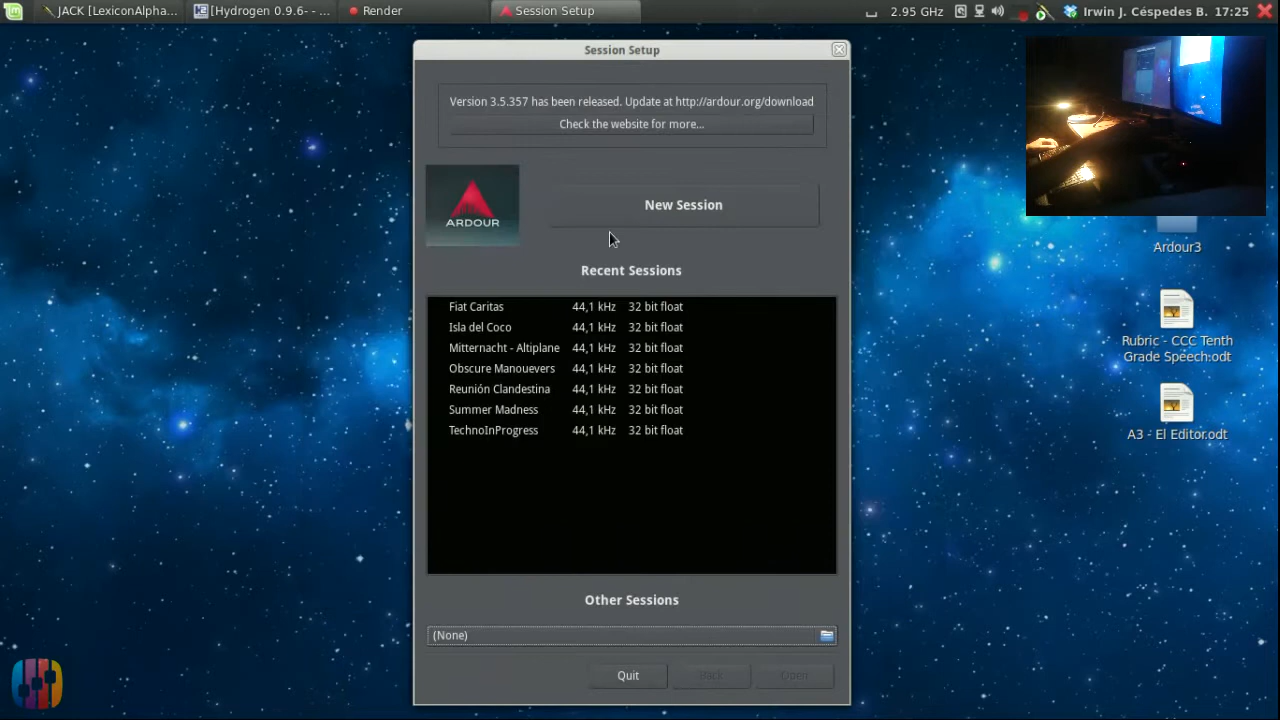 JACK [LexiconAlpha... [Hydrogen 0.9.6- - ... Render Session Setup 2.95 GHz Irwin J. Céspedes B. 17:25
Session Setup
Version 3.5.357 has been released. Update at http://ardour.org/download
Check the website for more...
ARDOUR
New Session
Recent Sessions
Fiat Caritas 44,1 kHz 32 bit float
Isla del Coco 44,1 kHz 32 bit float
Mitternacht - Altiplane 44,1 kHz 32 bit float
Obscure Manouevers 44,1 kHz 32 bit float
Reunión Clandestina 44,1 kHz 32 bit float
Summer Madness 44,1 kHz 32 bit float
TechnoInProgress 44,1 kHz 32 bit float
Other Sessions
(None)
Quit Back Open
Ardour3
Rubric - CCC Tenth
Grade Speech.odt
A3 - El Editor.odt